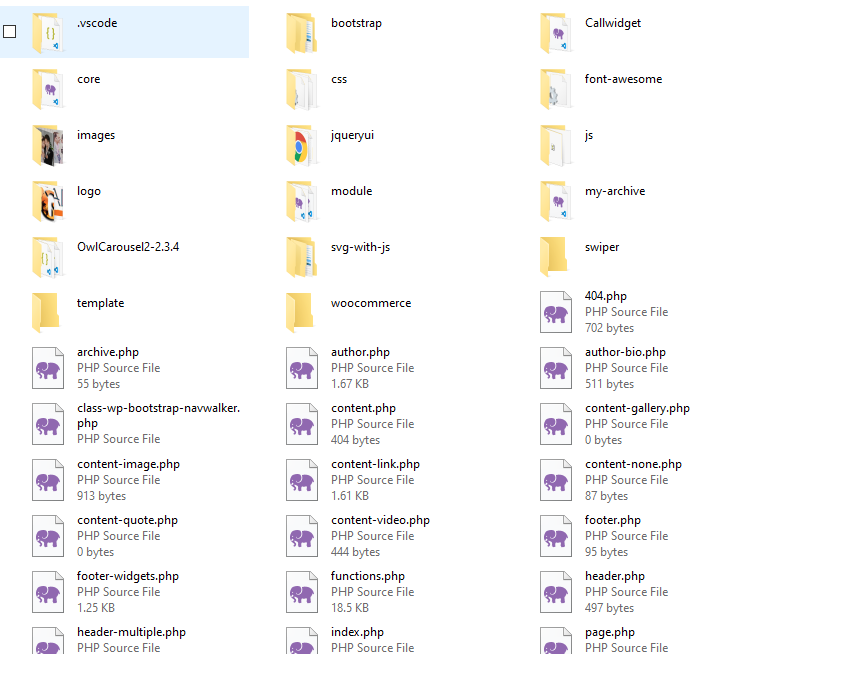 .vscode
bootstrap
Callwidget
core
css
font-awesome
images
jqueryui
js
logo
module
my-archive
OwlCarousel2-2.3.4
svg-with-js
swiper
template
woocommerce
404.php
PHP Source File
702 bytes
archive.php
PHP Source File
55 bytes
author.php
PHP Source File
1.67 KB
author-bio.php
PHP Source File
511 bytes
class-wp-bootstrap-navwalker.
php
PHP Source File
content.php
PHP Source File
404 bytes
content-gallery.php
PHP Source File
0 bytes
content-image.php
PHP Source File
913 bytes
content-link.php
PHP Source File
1.61 KB
content-none.php
PHP Source File
87 bytes
content-quote.php
PHP Source File
0 bytes
content-video.php
PHP Source File
444 bytes
footer.php
PHP Source File
95 bytes
footer-widgets.php
PHP Source File
1.25 KB
functions.php
PHP Source File
18.5 KB
header.php
PHP Source File
497 bytes
header-multiple.php
PHP Source File
index.php
PHP Source File
page.php
PHP Source File